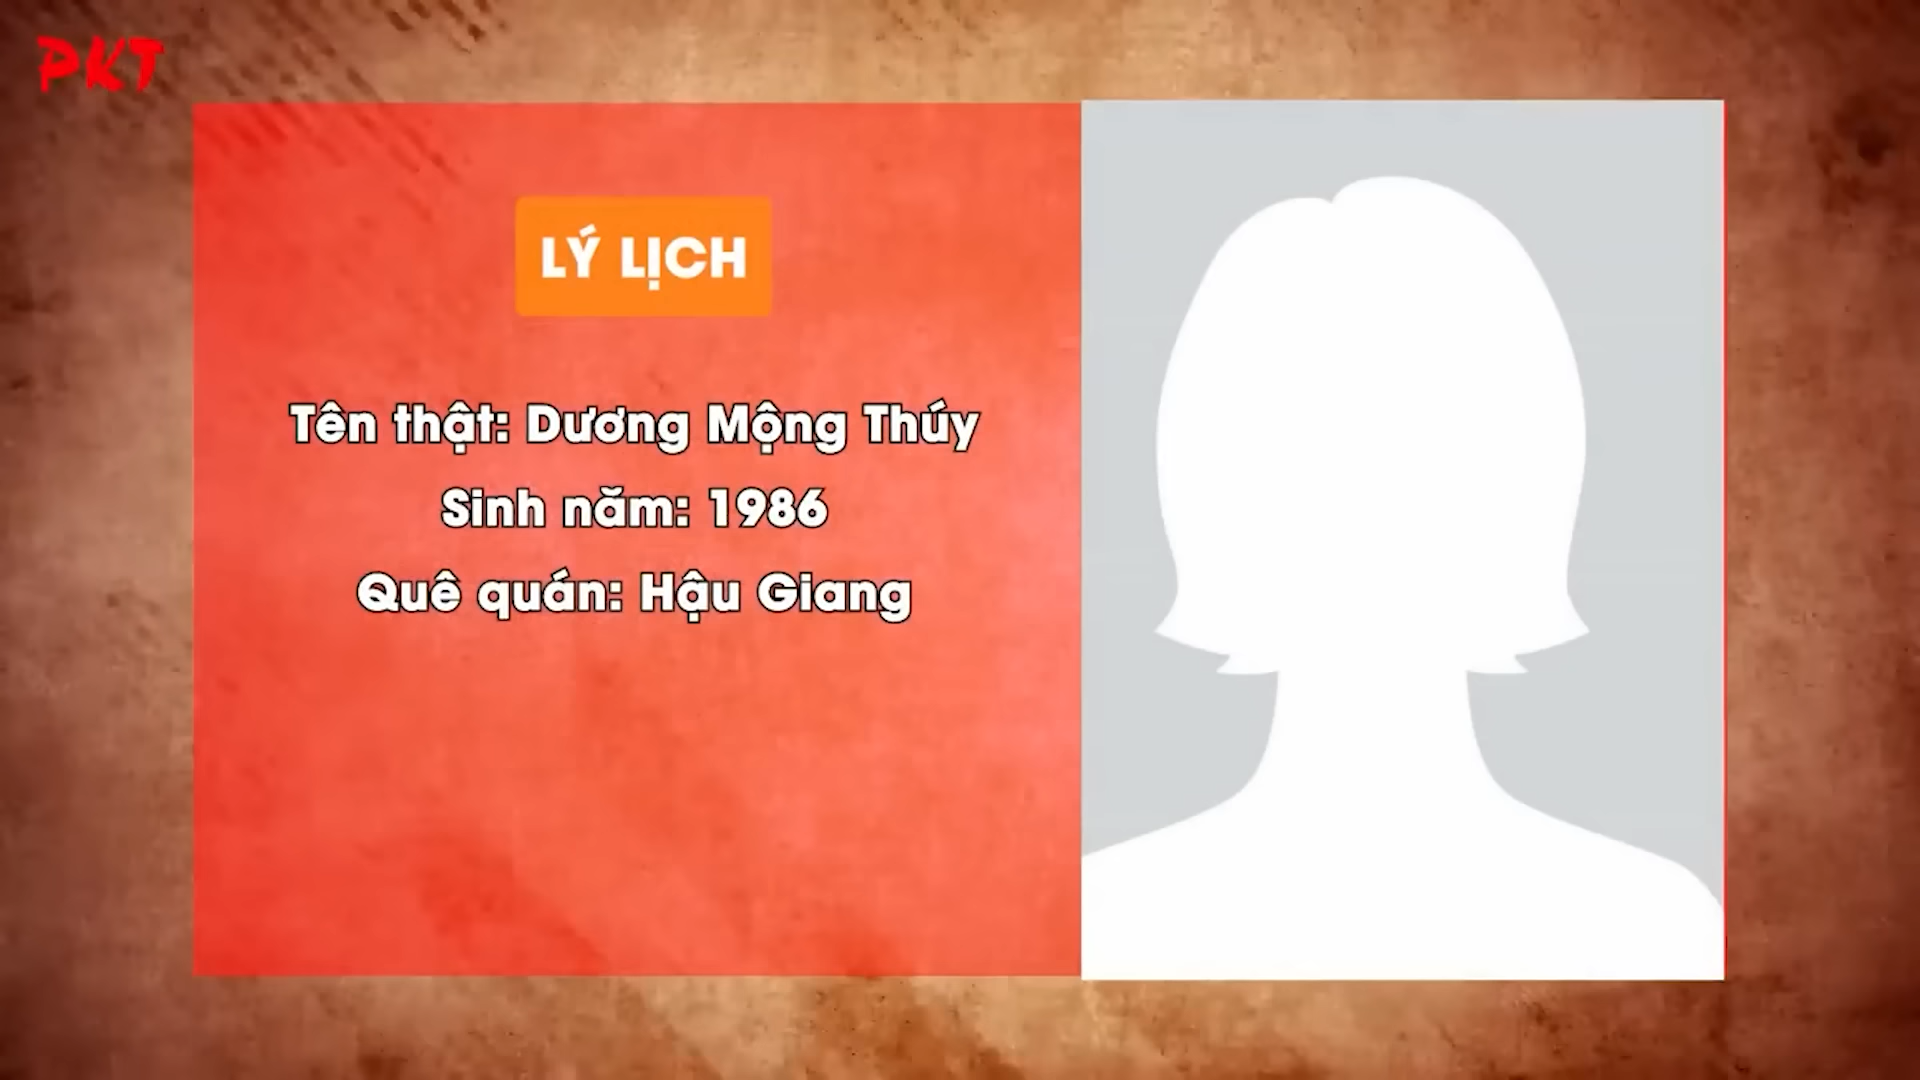 PKT
LÝ LỊCH
Tên thật: Dương Mộng Thúy
Sinh năm: 1986
Quê quán: Hậu Giang